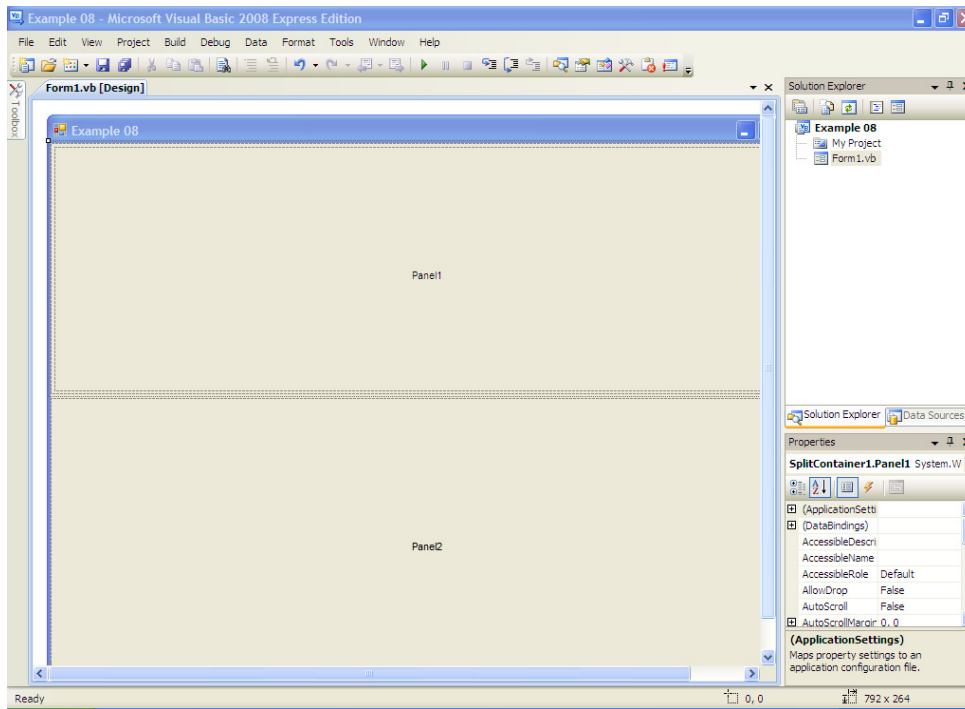 Example 08 - Microsoft Visual Basic 2008 Express Edition
File Edit View Project Build Debug Data Format Tools Window Help
Toolbox
Form1.vb [Design]
Example 08
Panel1
Panel2
Solution Explorer
Example 08
My Project
Form1.vb
Solution Explorer Data Sources
Properties
SplitContainer1.Panel1 System.W
(ApplicationSetti
(DataBindings)
AccessibleDescri
AccessibleName
AccessibleRole Default
AllowDrop False
AutoScroll False
AutoScrollMargin 0, 0
(ApplicationSettings)
Maps property settings to an
application configuration file.
Ready 0, 0 792 x 264